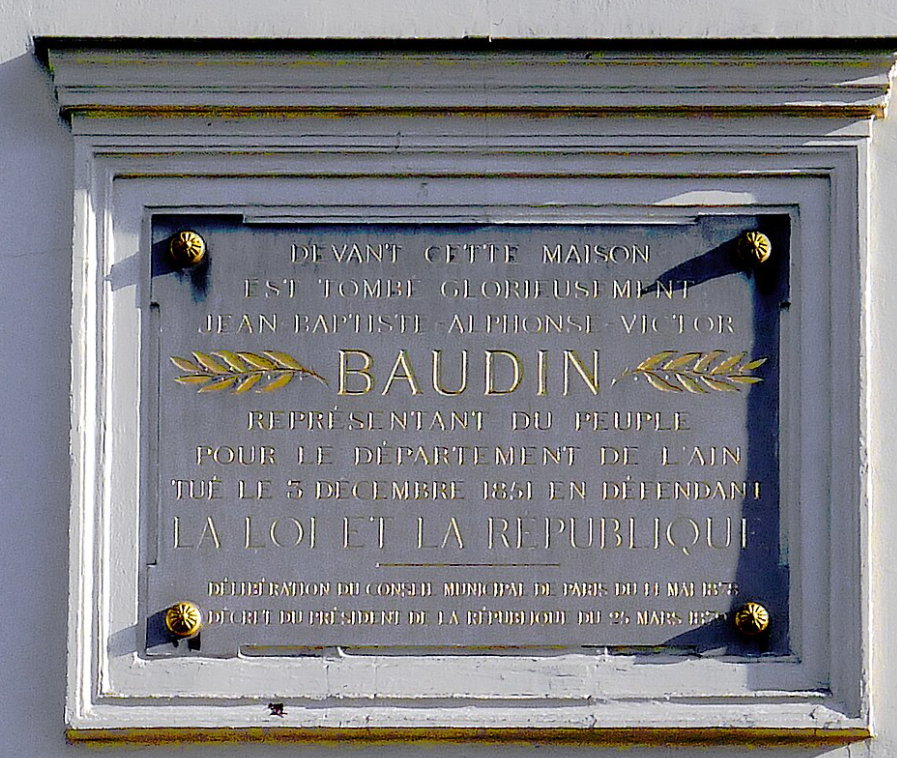 DEVANT CETTE MAISON
EST TOMBÉ GLORIEUSEMENT
JEAN-BAPTISTE-ALPHONSE-VICTOR
BAUDIN
REPRÉSENTANT DU PEUPLE
POUR LE DÉPARTEMENT DE L'AIN
TUÉ LE 3 DÉCEMBRE 1851 EN DÉFENDANT
LA LOI ET LA RÉPUBLIQUE
DÉLIBÉRATION DU CONSEIL MUNICIPAL DE PARIS DU 14 MAI 1878
DÉCRET DU PRÉSIDENT DE LA RÉPUBLIQUE DU 25 MARS 1879